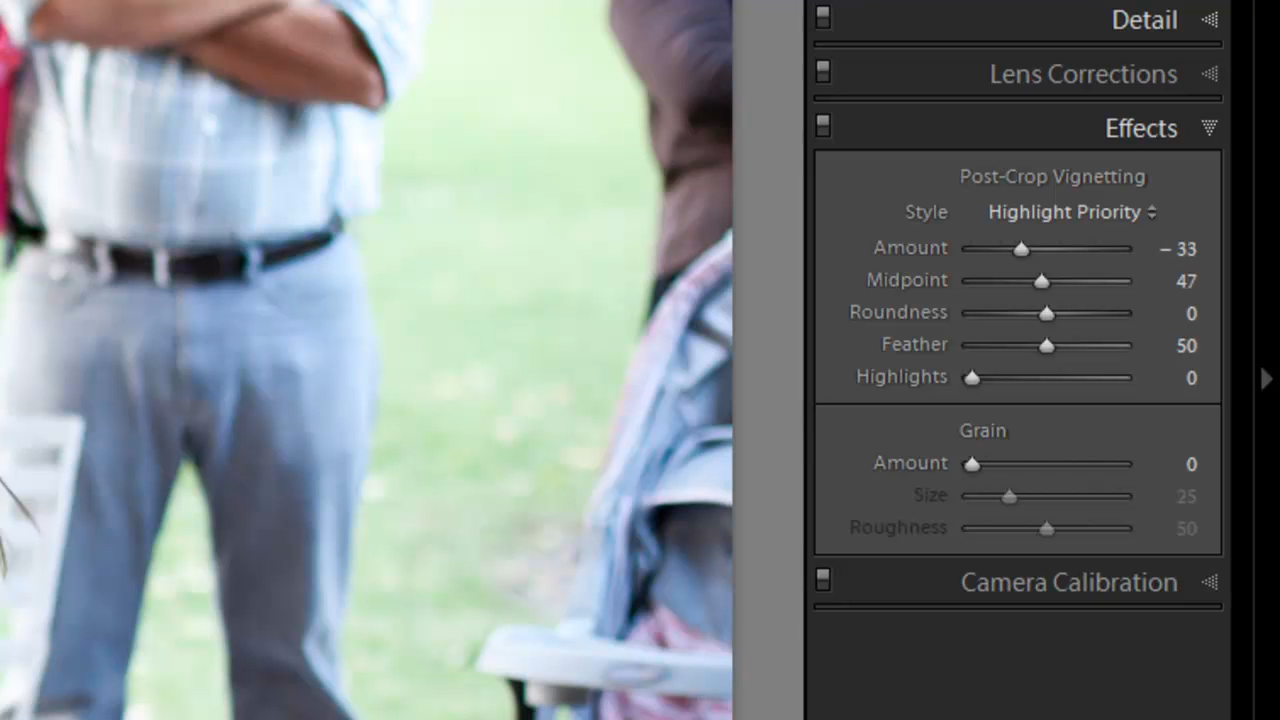 Detail
Lens Corrections
Effects
Post-Crop Vignetting
Style Highlight Priority
Amount – 33
Midpoint 47
Roundness 0
Feather 50
Highlights 0
Grain
Amount 0
Size 25
Roughness 50
Camera Calibration